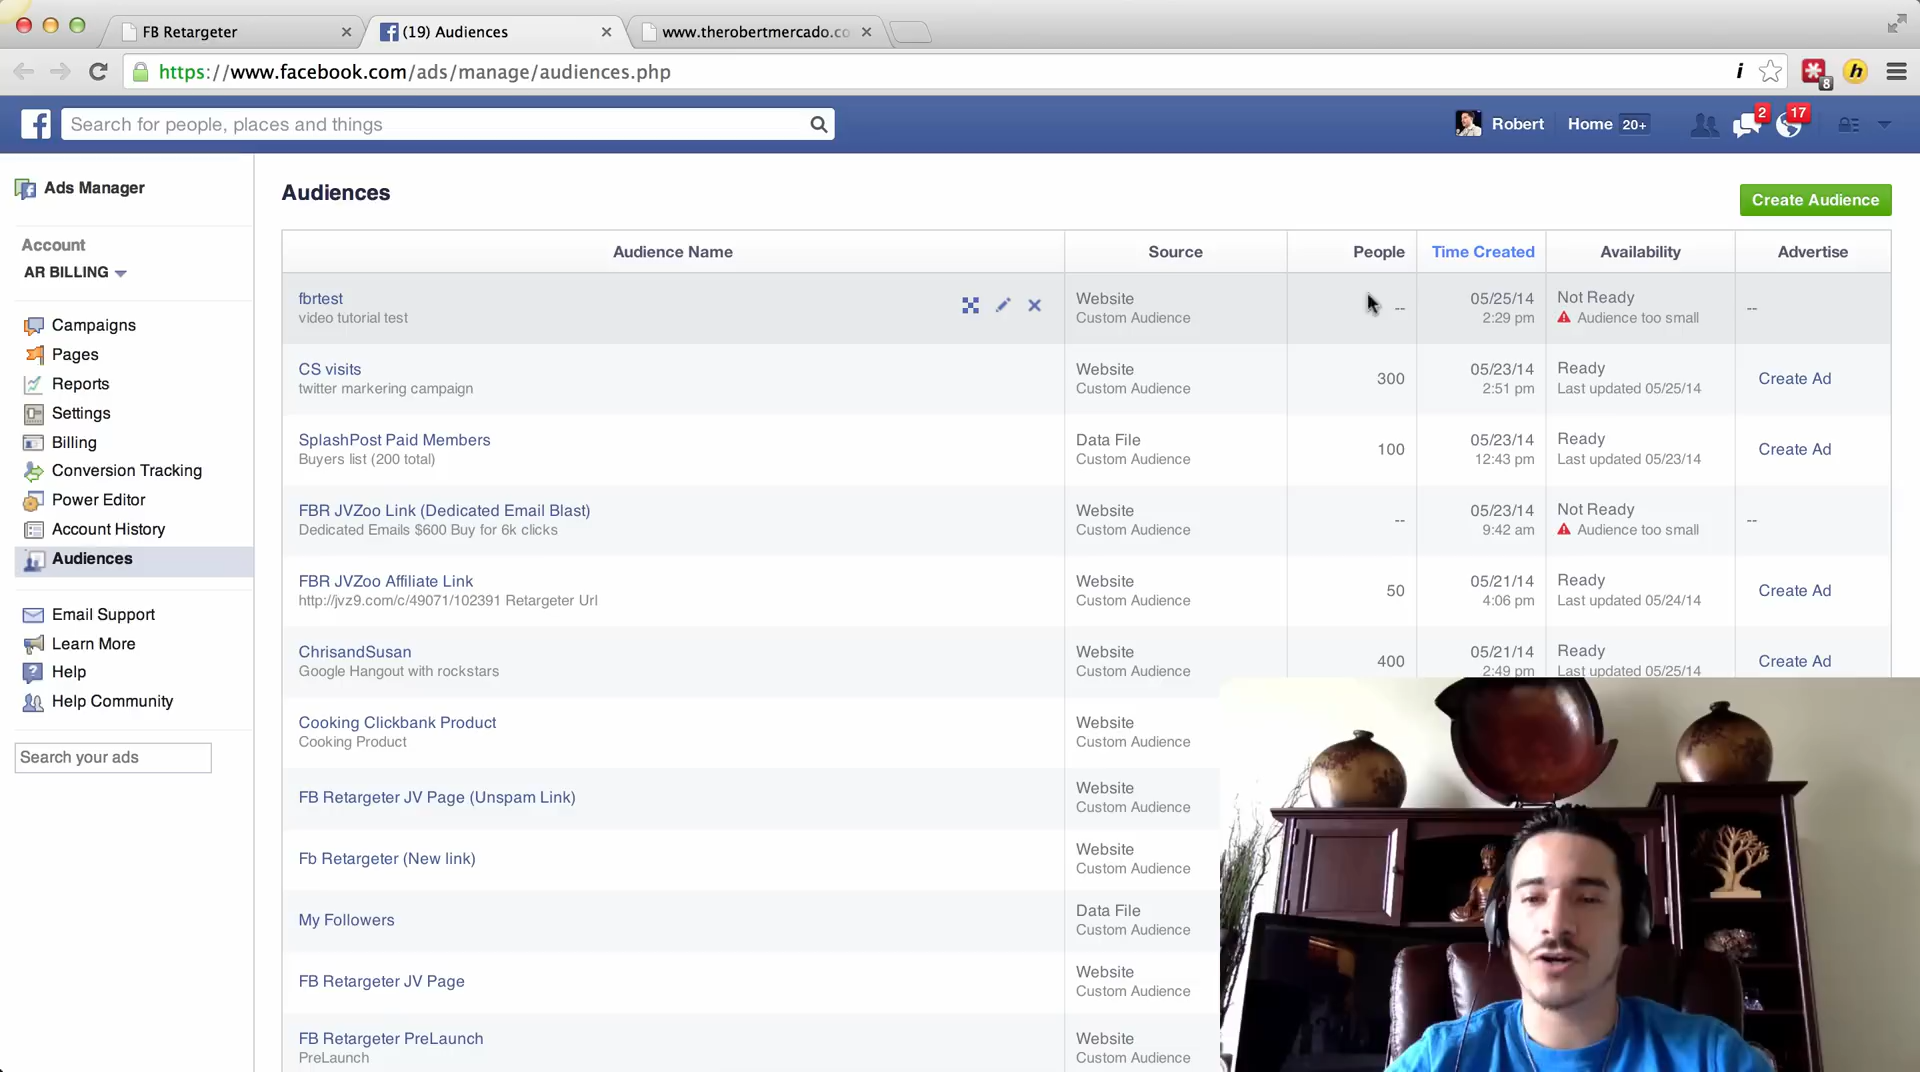 FB Retargeter
(19) Audiences
www.therobertmercado.co
https://www.facebook.com/ads/manage/audiences.php
8
Search for people, places and things
Robert
Home 20+
2
17
Ads Manager
Account
AR BILLING
Campaigns
Pages
Reports
Settings
Billing
Conversion Tracking
Power Editor
Account History
Audiences
Email Support
Learn More
Help
Help Community
Search your ads
Audiences
Create Audience
Audience Name Source People Time Created Availability Advertise
fbrtest Website -- 05/25/14 Not Ready --
video tutorial test Custom Audience 2:29 pm Audience too small
CS visits Website 300 05/23/14 Ready Create Ad
twitter markering campaign Custom Audience 2:51 pm Last updated 05/25/14
SplashPost Paid Members Data File 100 05/23/14 Ready Create Ad
Buyers list (200 total) Custom Audience 12:43 pm Last updated 05/23/14
FBR JVZoo Link (Dedicated Email Blast) Website -- 05/23/14 Not Ready --
Dedicated Emails $600 Buy for 6k clicks Custom Audience 9:42 am Audience too small
FBR JVZoo Affiliate Link Website 50 05/21/14 Ready Create Ad
http://jvz9.com/c/49071/102391 Retargeter Url Custom Audience 4:06 pm Last updated 05/24/14
ChrisandSusan Website 400 05/21/14 Ready Create Ad
Google Hangout with rockstars Custom Audience 2:49 pm Last updated 05/25/14
Cooking Clickbank Product Website
Cooking Product Custom Audience
FB Retargeter JV Page (Unspam Link) Website
Custom Audience
Fb Retargeter (New link) Website
Custom Audience
My Followers Data File
Custom Audience
FB Retargeter JV Page Website
Custom Audience
FB Retargeter PreLaunch Website
PreLaunch Custom Audience